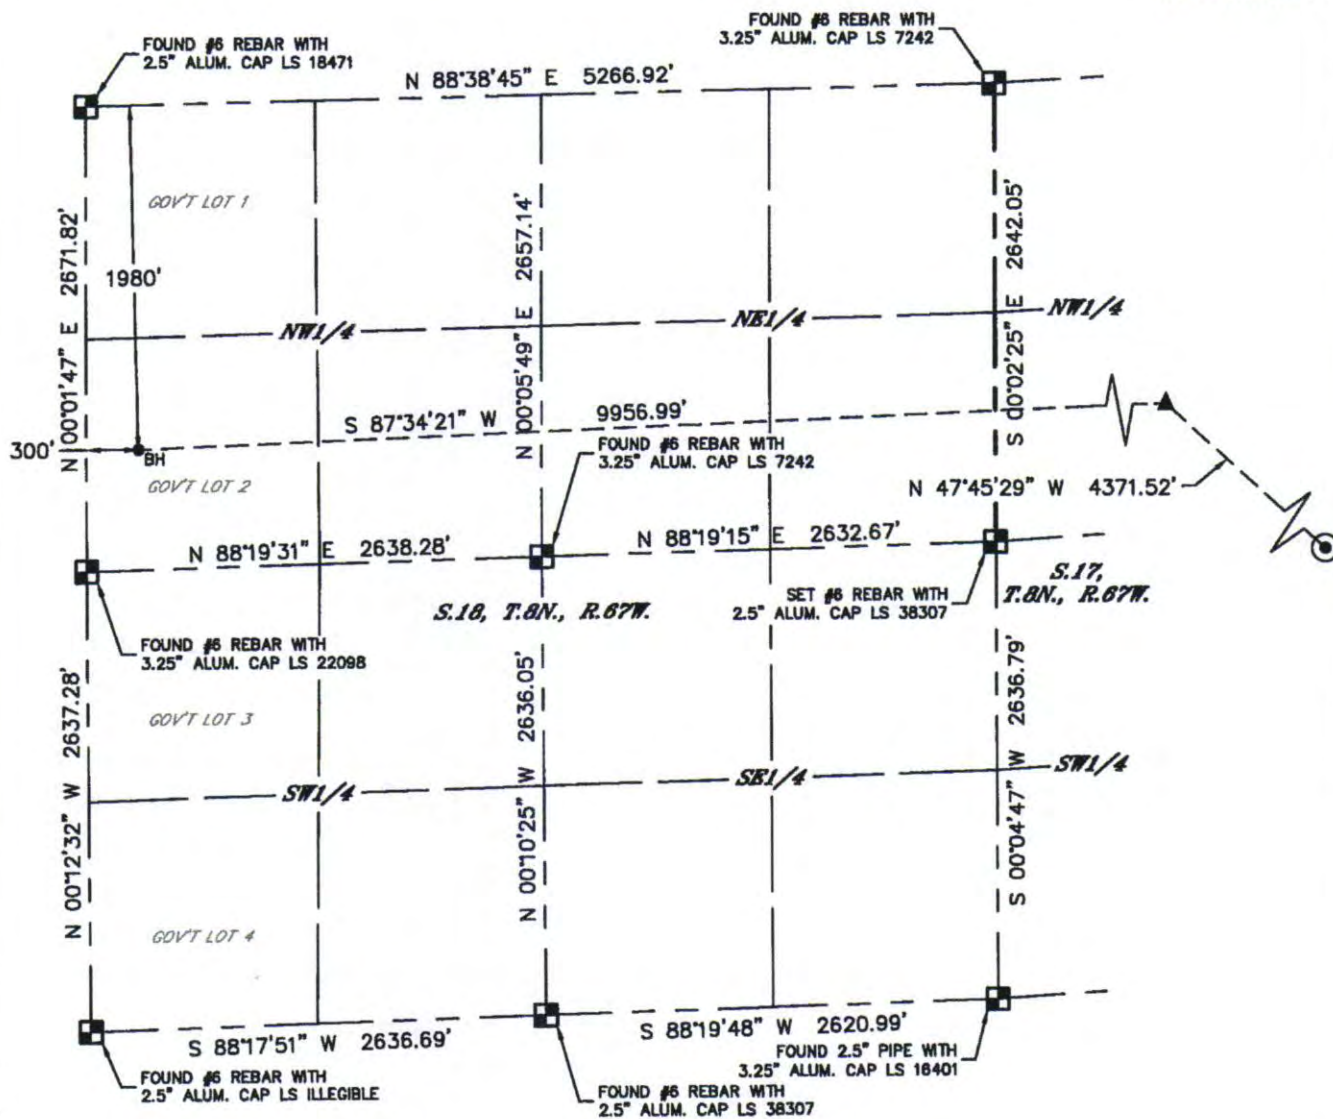 FOUND #6 REBAR WITH
2.5" ALUM. CAP LS 18471
FOUND #6 REBAR WITH
3.25" ALUM. CAP LS 7242
N 88°38'45" E 5266.92'
GOV'T LOT 1
N 00°01'47" E 2671.82'
1980'
N 00°05'49" E 2657.14'
S 00°02'25" E 2642.05'
NW1/4
NE1/4
NW1/4
S 87°34'21" W 9956.99'
300'
BH
GOV'T LOT 2
FOUND #6 REBAR WITH
3.25" ALUM. CAP LS 7242
N 47°45'29" W 4371.52'
N 88°19'31" E 2638.28'
N 88°19'15" E 2632.67'
S.17,
T.8N., R.67W.
SET #6 REBAR WITH
2.5" ALUM. CAP LS 38307
S.18, T.8N., R.67W.
FOUND #6 REBAR WITH
3.25" ALUM. CAP LS 22098
GOV'T LOT 3
N 00°12'32" W 2637.28'
N 00°10'25" W 2636.05'
S 00°04'47" W 2636.79'
SW1/4
SE1/4
SW1/4
GOV'T LOT 4
S 88°17'51" W 2636.69'
S 88°19'48" W 2620.99'
FOUND 2.5" PIPE WITH
3.25" ALUM. CAP LS 16401
FOUND #6 REBAR WITH
2.5" ALUM. CAP LS ILLEGIBLE
FOUND #6 REBAR WITH
2.5" ALUM. CAP LS 38307